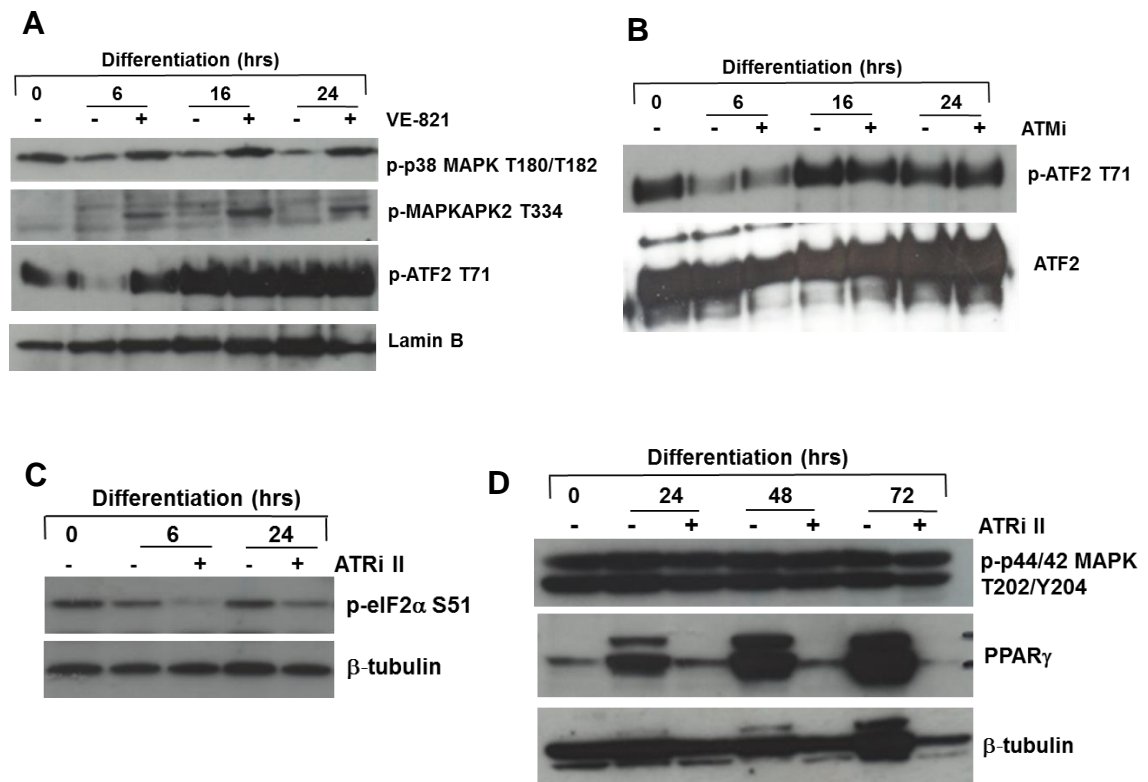 A
Differentiation (hrs)
0 6 16 24
- - + - + - + VE-821
p-p38 MAPK T180/T182
p-MAPKAPK2 T334
p-ATF2 T71
Lamin B
B
Differentiation (hrs)
0 6 16 24
- - + - + - + ATMi
p-ATF2 T71
ATF2
C
Differentiation (hrs)
0 6 24
- - + - + ATRi II
p-eIF2α S51
β-tubulin
D
Differentiation (hrs)
0 24 48 72
- - + - + - + ATRi II
p-p44/42 MAPK
T202/Y204
PPARγ
β-tubulin